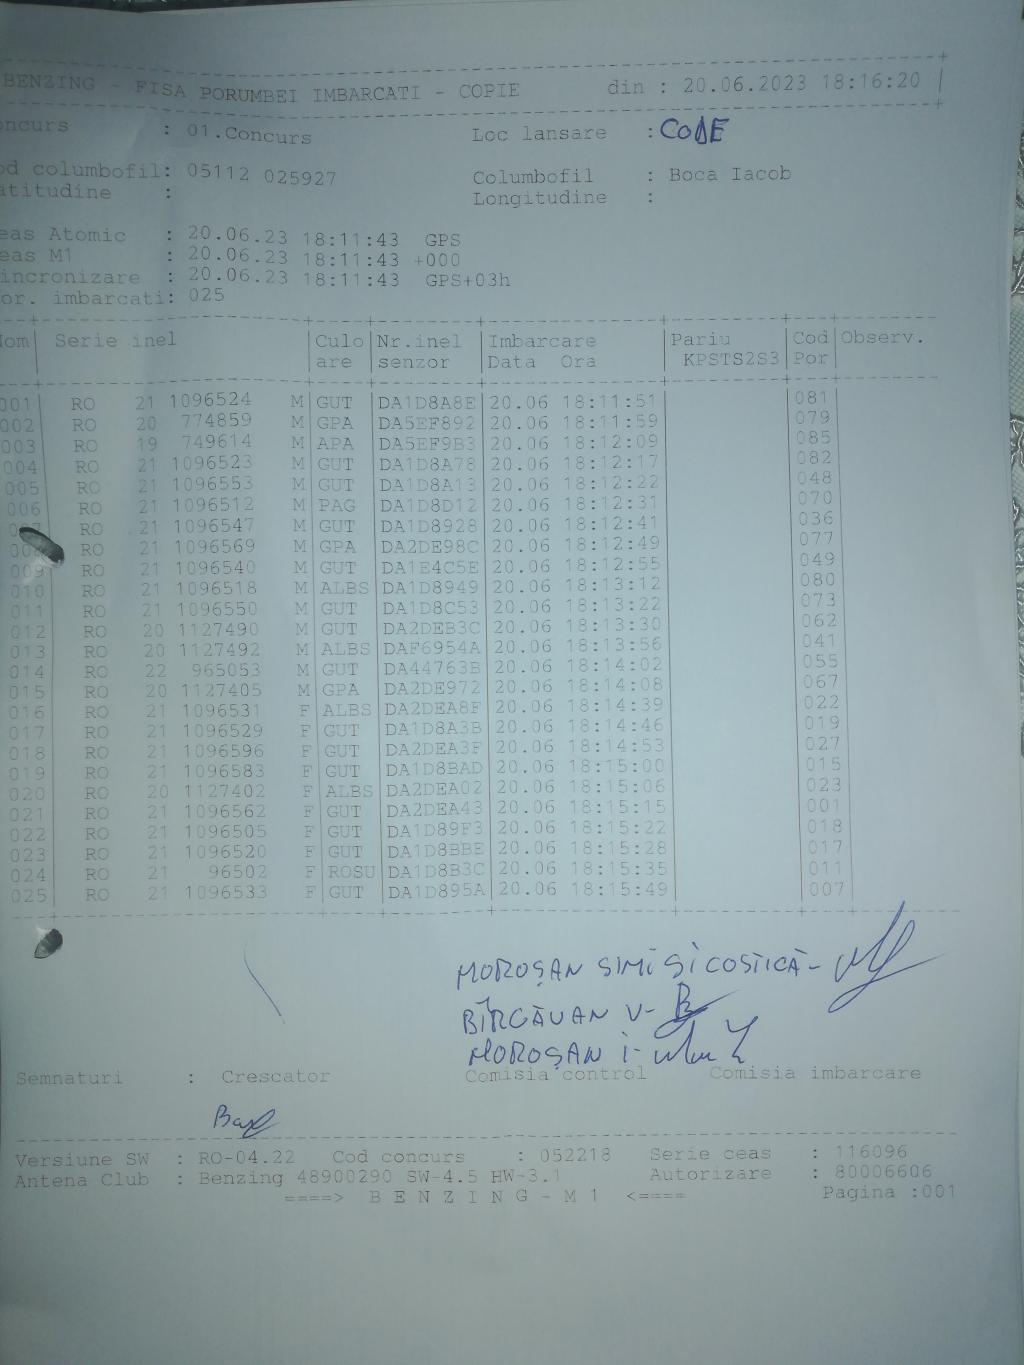 BENZING - FISA PORUMBEI IMBARCATI - COPIE din : 20.06.2023 18:16:20
oncurs : 01.Concurs Loc lansare :
od columbofil: 05112 025927 Columbofil : Boca Iacob
atitudine : Longitudine :
eas Atomic : 20.06.23 18:11:43 GPS
eas M1 : 20.06.23 18:11:43 +000
incronizare : 20.06.23 18:11:43 GPS+03h
or. imbarcati: 025
Nom Serie inel Culo Nr.inel Imbarcare Pariu Cod Observ.
are senzor Data Ora KPSTS2S3 Por
001 RO 21 1096524 M GUT DA1D8A8E 20.06 18:11:51 081
002 RO 20 774859 M GPA DA5EF892 20.06 18:11:59 079
003 RO 19 749614 M APA DA5EF9B3 20.06 18:12:09 085
004 RO 21 1096523 M GUT DA1D8A78 20.06 18:12:17 082
005 RO 21 1096553 M GUT DA1D8A13 20.06 18:12:22 048
006 RO 21 1096512 M PAG DA1D8D12 20.06 18:12:31 070
007 RO 21 1096547 M GUT DA1D8928 20.06 18:12:41 036
008 RO 21 1096569 M GPA DA2DE98C 20.06 18:12:49 077
009 RO 21 1096540 M GUT DA1E4C5E 20.06 18:12:55 049
010 RO 21 1096518 M ALBS DA1D8949 20.06 18:13:12 080
011 RO 21 1096550 M GUT DA1D8C53 20.06 18:13:22 073
012 RO 20 1127490 M GUT DA2DEB3C 20.06 18:13:30 062
013 RO 20 1127492 M ALBS DAF6954A 20.06 18:13:56 041
014 RO 22 965053 M GUT DA44763B 20.06 18:14:02 055
015 RO 20 1127405 M GPA DA2DE972 20.06 18:14:08 067
016 RO 21 1096531 F ALBS DA2DEA8F 20.06 18:14:39 022
017 RO 21 1096529 F GUT DA1D8A3B 20.06 18:14:46 019
018 RO 21 1096596 F GUT DA2DEA3F 20.06 18:14:53 027
019 RO 21 1096583 F GUT DA1D8BAD 20.06 18:15:00 015
020 RO 20 1127402 F ALBS DA2DEA02 20.06 18:15:06 023
021 RO 21 1096562 F GUT DA2DEA43 20.06 18:15:15 001
022 RO 21 1096505 F GUT DA1D89F3 20.06 18:15:22 018
023 RO 21 1096520 F GUT DA1D8BBE 20.06 18:15:28 017
024 RO 21 96502 F ROSU DA1D8B3C 20.06 18:15:35 011
025 RO 21 1096533 F GUT DA1D895A 20.06 18:15:49 007
MOROȘAN SIMI ȘI COSTICĂ -
BÎRGĂUAN V-
MOROȘAN I-
Semnaturi : Crescator Comisia control Comisia imbarcare
Versiune SW : RO-04.22 Cod concurs : 052218 Serie ceas : 116096
Antena Club : Benzing 48900290 SW-4.5 HW-3.1 Autorizare : 80006606
====> B E N Z I N G - M 1 <==== Pagina :001